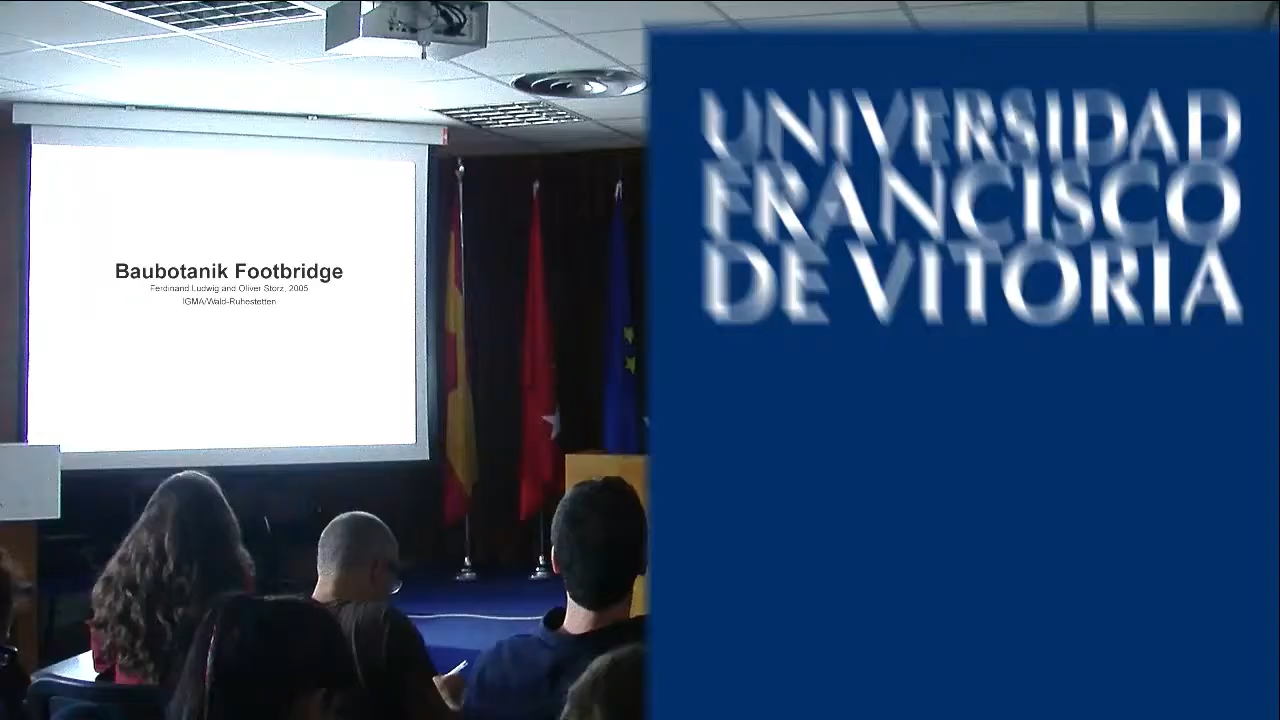 Baubotanik Footbridge
Ferdinand Ludwig and Oliver Storz, 2005
IGMA/Wald-Ruhestetten
UNIVERSIDAD
FRANCISCO
DE VITORIA